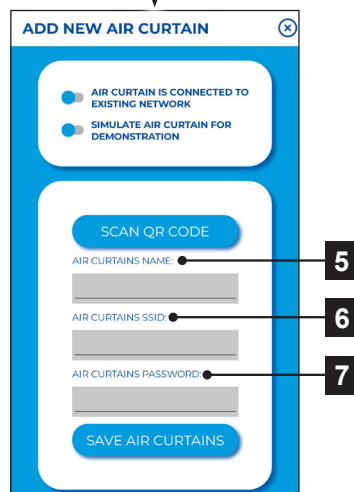 ADD NEW AIR CURTAIN
AIR CURTAIN IS CONNECTED TO
EXISTING NETWORK
SIMULATE AIR CURTAIN FOR
DEMONSTRATION
SCAN QR CODE
AIR CURTAINS NAME:
5
AIR CURTAINS SSID:
6
AIR CURTAINS PASSWORD:
7
SAVE AIR CURTAINS